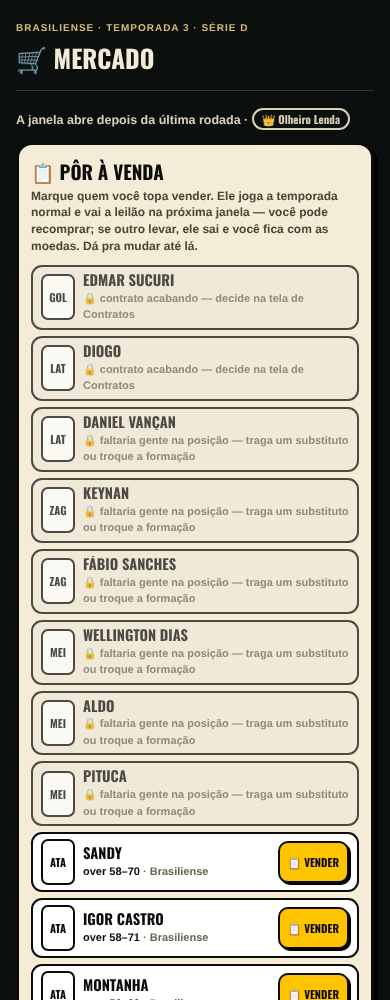 BRASILIENSE • TEMPORADA 3 • SÉRIE D
🛒 MERCADO
A janela abre depois da última rodada · 👑 Olheiro Lenda
📋 PÔR À VENDA
Marque quem você topa vender. Ele joga a temporada
normal e vai a leilão na próxima janela — você pode
recomprar; se outro levar, ele sai e você fica com as
moedas. Dá pra mudar até lá.
GOL
EDMAR SUCURI
🔒 contrato acabando — decide na tela de
Contratos
LAT
DIOGO
🔒 contrato acabando — decide na tela de
Contratos
LAT
DANIEL VANÇAN
🔒 faltaria gente na posição — traga um substituto
ou troque a formação
ZAG
KEYNAN
🔒 faltaria gente na posição — traga um substituto
ou troque a formação
ZAG
FÁBIO SANCHES
🔒 faltaria gente na posição — traga um substituto
ou troque a formação
MEI
WELLINGTON DIAS
🔒 faltaria gente na posição — traga um substituto
ou troque a formação
MEI
ALDO
🔒 faltaria gente na posição — traga um substituto
ou troque a formação
MEI
PITUCA
🔒 faltaria gente na posição — traga um substituto
ou troque a formação
ATA
SANDY
over 58–70 · Brasiliense
📋 VENDER
ATA
IGOR CASTRO
over 58–71 · Brasiliense
📋 VENDER
ATA
MONTANHA
📋 VENDER